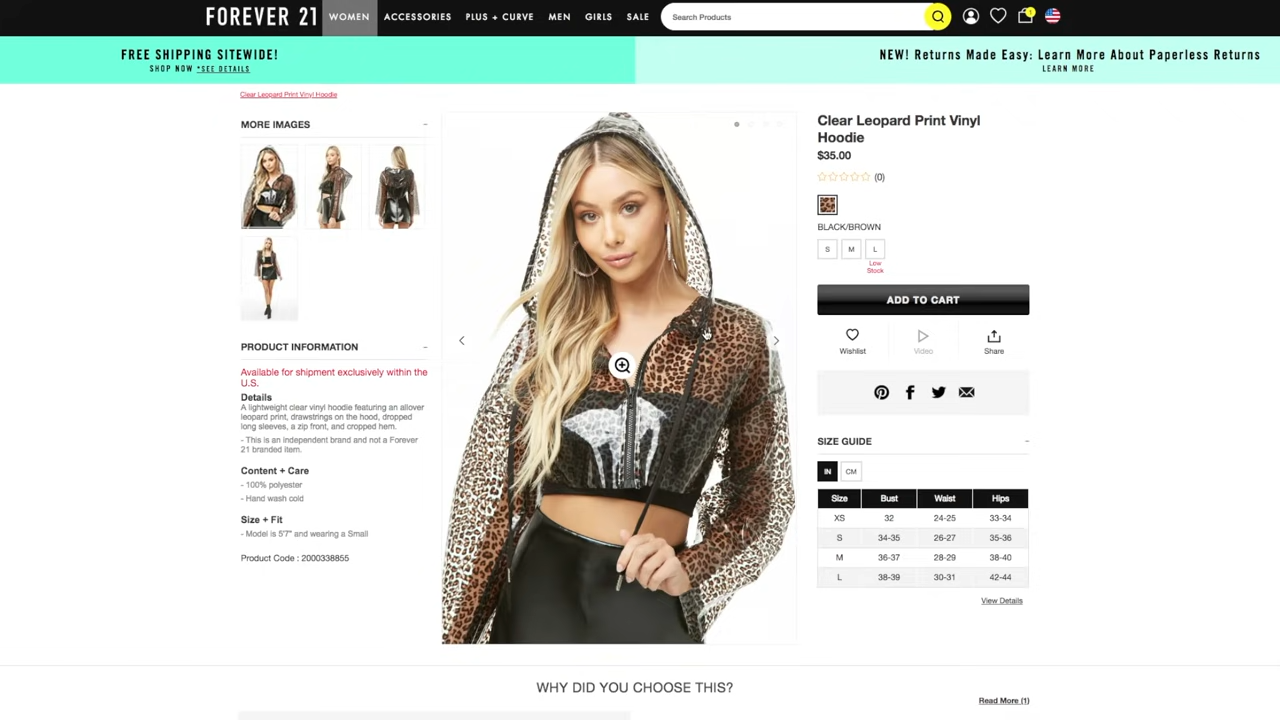 FOREVER 21
WOMEN
ACCESSORIES
PLUS + CURVE
MEN
GIRLS
SALE
Search Products
1
FREE SHIPPING SITEWIDE!
SHOP NOW *SEE DETAILS
NEW! Returns Made Easy: Learn More About Paperless Returns
LEARN MORE
Clear Leopard Print Vinyl Hoodie
MORE IMAGES
PRODUCT INFORMATION
Available for shipment exclusively within the
U.S.
Details
A lightweight clear vinyl hoodie featuring an allover
leopard print, drawstrings on the hood, dropped
long sleeves, a zip front, and cropped hem.
- This is an independent brand and not a Forever
21 branded item.
Content + Care
- 100% polyester
- Hand wash cold
Size + Fit
- Model is 5'7" and wearing a Small
Product Code : 2000338855
Clear Leopard Print Vinyl
Hoodie
$35.00
(0)
BLACK/BROWN
S M L
Low
Stock
ADD TO CART
Wishlist
Video
Share
SIZE GUIDE
IN CM
Size Bust Waist Hips
XS 32 24-25 33-34
S 34-35 26-27 35-36
M 36-37 28-29 38-40
L 38-39 30-31 42-44
View Details
WHY DID YOU CHOOSE THIS?
Read More (1)